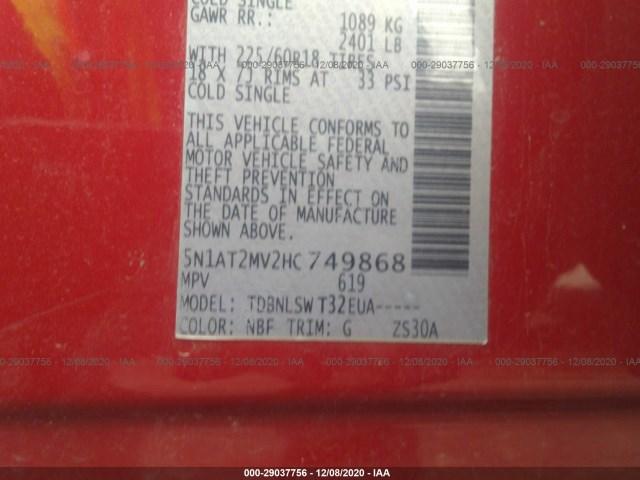 COLD SINGLE
GAWR RR.: 1089 KG
2401 LB
WITH 225/60R18 TIRES
18 X 7J RIMS AT 33 PSI
COLD SINGLE
THIS VEHICLE CONFORMS TO
ALL APPLICABLE FEDERAL
MOTOR VEHICLE SAFETY AND
THEFT PREVENTION
STANDARDS IN EFFECT ON
THE DATE OF MANUFACTURE
SHOWN ABOVE.
5N1AT2MV2HC749868
MPV 619
MODEL: TDBNLSW T32EUA-----
COLOR: NBF TRIM: G ZS30A
000-29037756 - 12/08/2020 - IAA